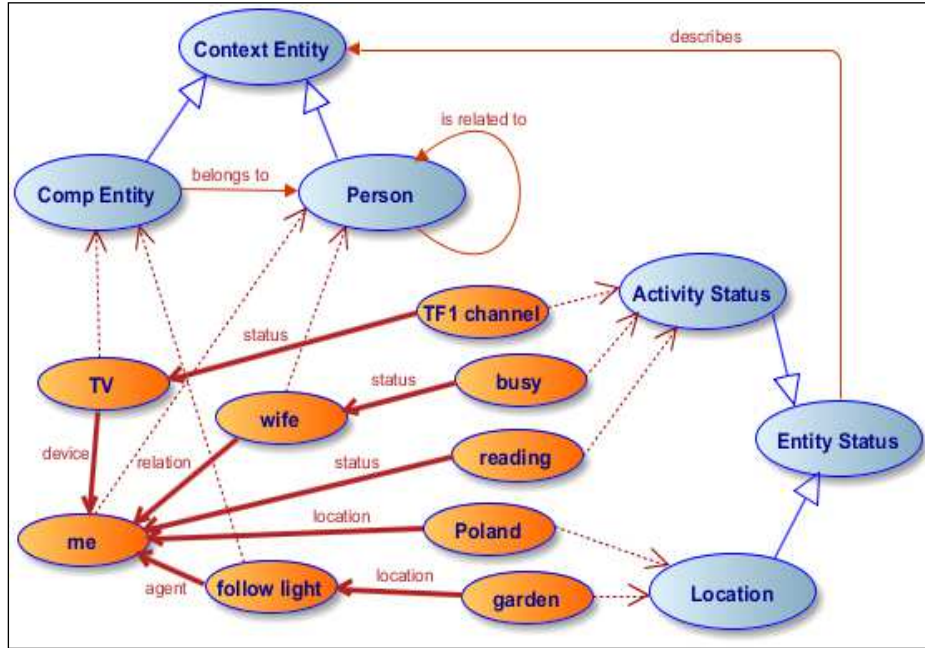 Context Entity
describes
is related to
Comp Entity
belongs to
Person
Activity Status
TF1 channel
status
TV
status
busy
wife
Entity Status
device
relation
status
reading
location
Poland
me
agent
follow light
location
garden
Location